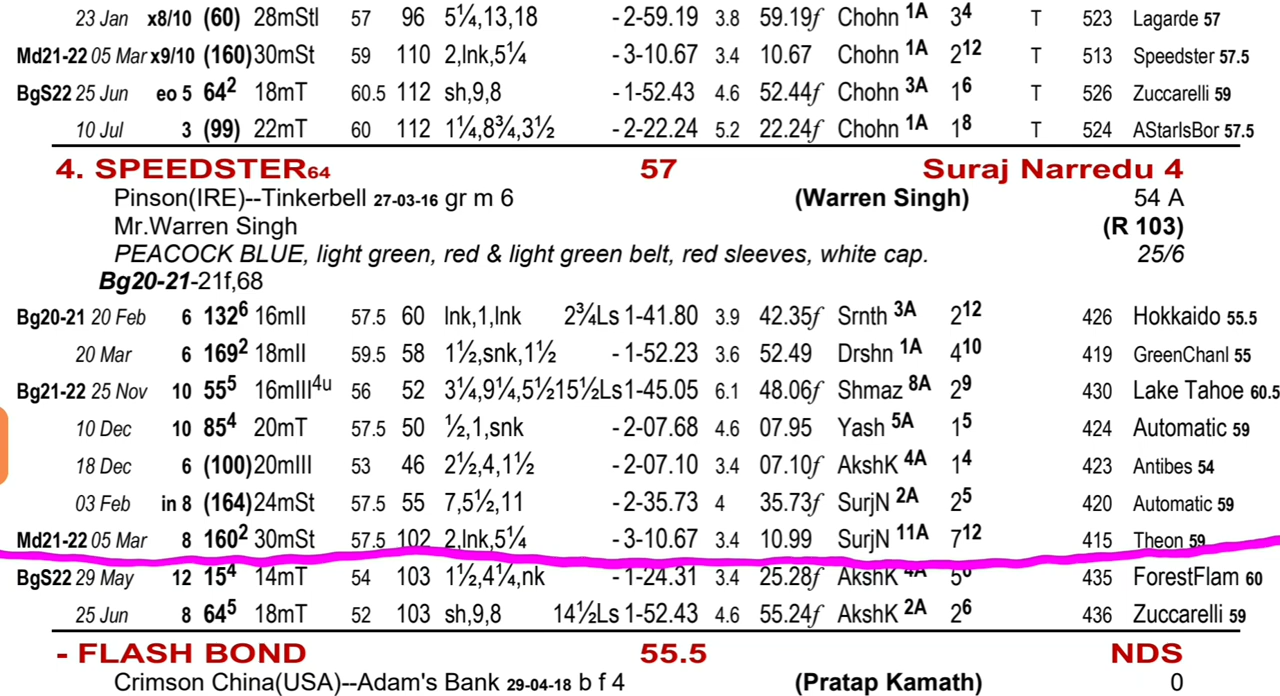 23 Jan x8/10 (60) 28mStI 57 96 5¼,13,18 - 2-59.19 3.8 59.19f Chohn 1A 3⁴ T 523 Lagarde 57
Md21-22 05 Mar x9/10 (160) 30mSt 59 110 2,lnk,5¼ - 3-10.67 3.4 10.67 Chohn 1A 2¹² T 513 Speedster 57.5
BgS22 25 Jun eo 5 64² 18mT 60.5 112 sh,9,8 - 1-52.43 4.6 52.44f Chohn 3A 1⁶ T 526 Zuccarelli 59
10 Jul 3 (99) 22mT 60 112 1¼,8¾,3½ - 2-22.24 5.2 22.24f Chohn 1A 1⁸ T 524 AStarIsBor 57.5
4. SPEEDSTER64 57 Suraj Narredu 4
Pinson(IRE)--Tinkerbell 27-03-16 gr m 6 (Warren Singh) 54 A
Mr.Warren Singh (R 103)
PEACOCK BLUE, light green, red & light green belt, red sleeves, white cap. 25/6
Bg20-21-21f,68
Bg20-21 20 Feb 6 132⁶ 16mII 57.5 60 lnk,1,lnk 2¾Ls 1-41.80 3.9 42.35f Srnth 3A 2¹² 426 Hokkaido 55.5
20 Mar 6 169² 18mII 59.5 58 1½,snk,1½ - 1-52.23 3.6 52.49 Drshn 1A 4¹⁰ 419 GreenChanl 55
Bg21-22 25 Nov 10 55⁵ 16mIII4u 56 52 3¼,9¼,5½ 15½Ls 1-45.05 6.1 48.06f Shmaz 8A 2⁹ 430 Lake Tahoe 60.5
10 Dec 10 85⁴ 20mT 57.5 50 ½,1,snk - 2-07.68 4.6 07.95 Yash 5A 1⁵ 424 Automatic 59
18 Dec 6 (100) 20mIII 53 46 2½,4,1½ - 2-07.10 3.4 07.10f AkshK 4A 1⁴ 423 Antibes 54
03 Feb in 8 (164) 24mSt 57.5 55 7,5½,11 - 2-35.73 4 35.73f SurjN 2A 2⁵ 420 Automatic 59
Md21-22 05 Mar 8 160² 30mSt 57.5 102 2,lnk,5¼ - 3-10.67 3.4 10.99 SurjN 11A 7¹² 415 Theon 59
BgS22 29 May 12 15⁴ 14mT 54 103 1½,4¼,nk - 1-24.31 3.4 25.28f AkshK 4A 435 ForestFlam 60
25 Jun 8 64⁵ 18mT 52 103 sh,9,8 14½Ls 1-52.43 4.6 55.24f AkshK 2A 2⁶ 436 Zuccarelli 59
- FLASH BOND 55.5 NDS
Crimson China(USA)--Adam's Bank 29-04-18 b f 4 (Pratap Kamath) 0